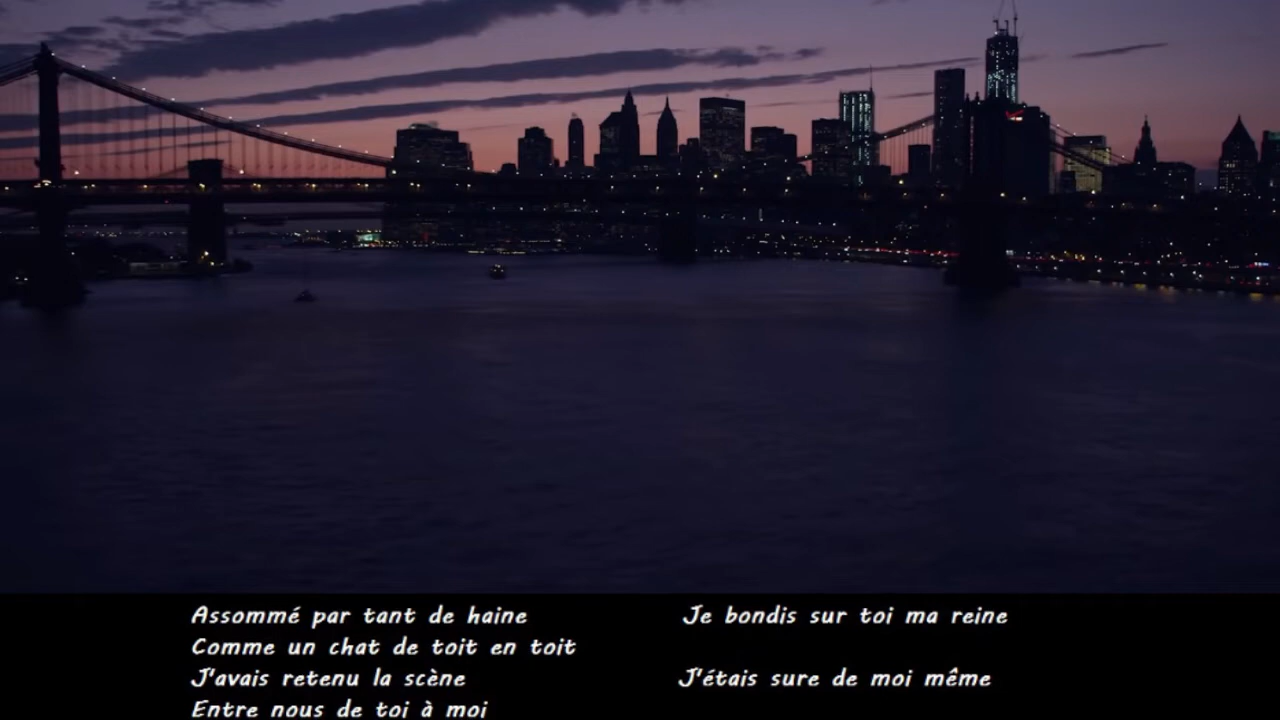 Assommé par tant de haine Je bondis sur toi ma reine
Comme un chat de toit en toit
J'avais retenu la scène J'étais sure de moi même
Entre nous de toi à moi